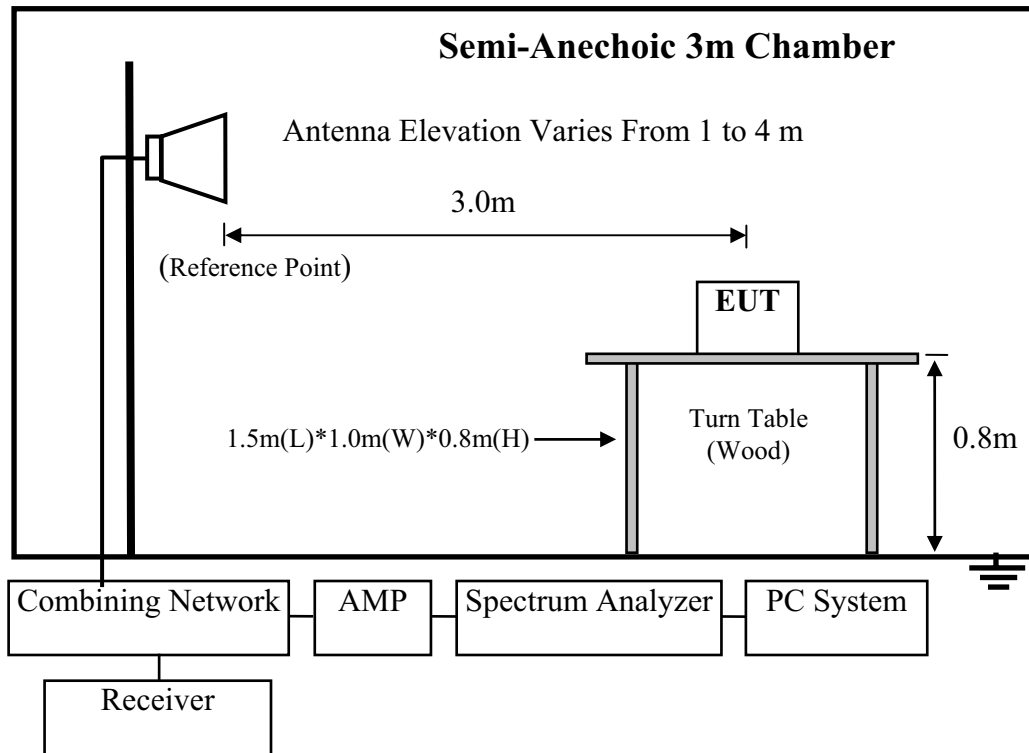 Semi-Anechoic 3m Chamber
Antenna Elevation Varies From 1 to 4 m
3.0m
(Reference Point)
EUT
1.5m(L)*1.0m(W)*0.8m(H)
Turn Table
(Wood)
0.8m
Combining Network
AMP
Spectrum Analyzer
PC System
Receiver